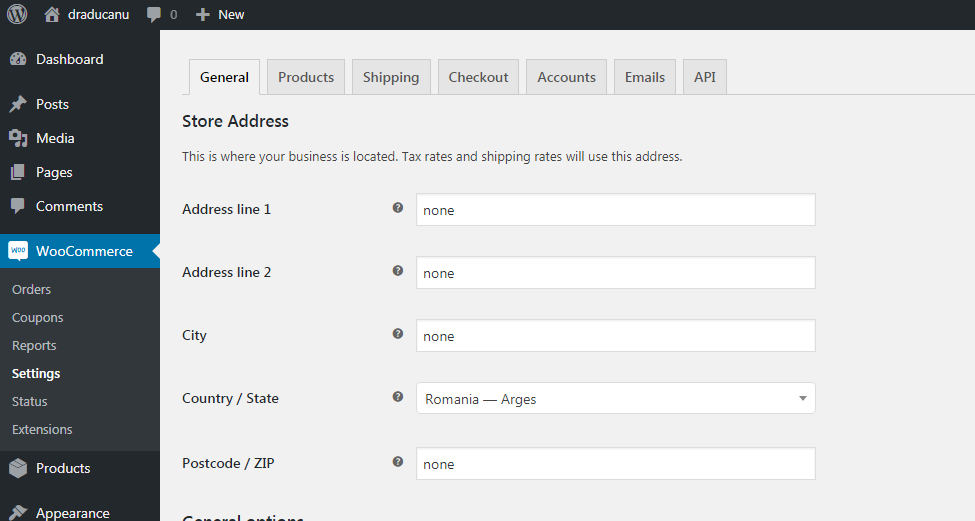 draducanu 0 New
Dashboard
Posts
Media
Pages
Comments
WOO WooCommerce
Orders
Coupons
Reports
Settings
Status
Extensions
Products
Appearance
General Products Shipping Checkout Accounts Emails API
Store Address
This is where your business is located. Tax rates and shipping rates will use this address.
Address line 1 ? none
Address line 2 ? none
City ? none
Country / State ? Romania — Arges
Postcode / ZIP ? none
General options